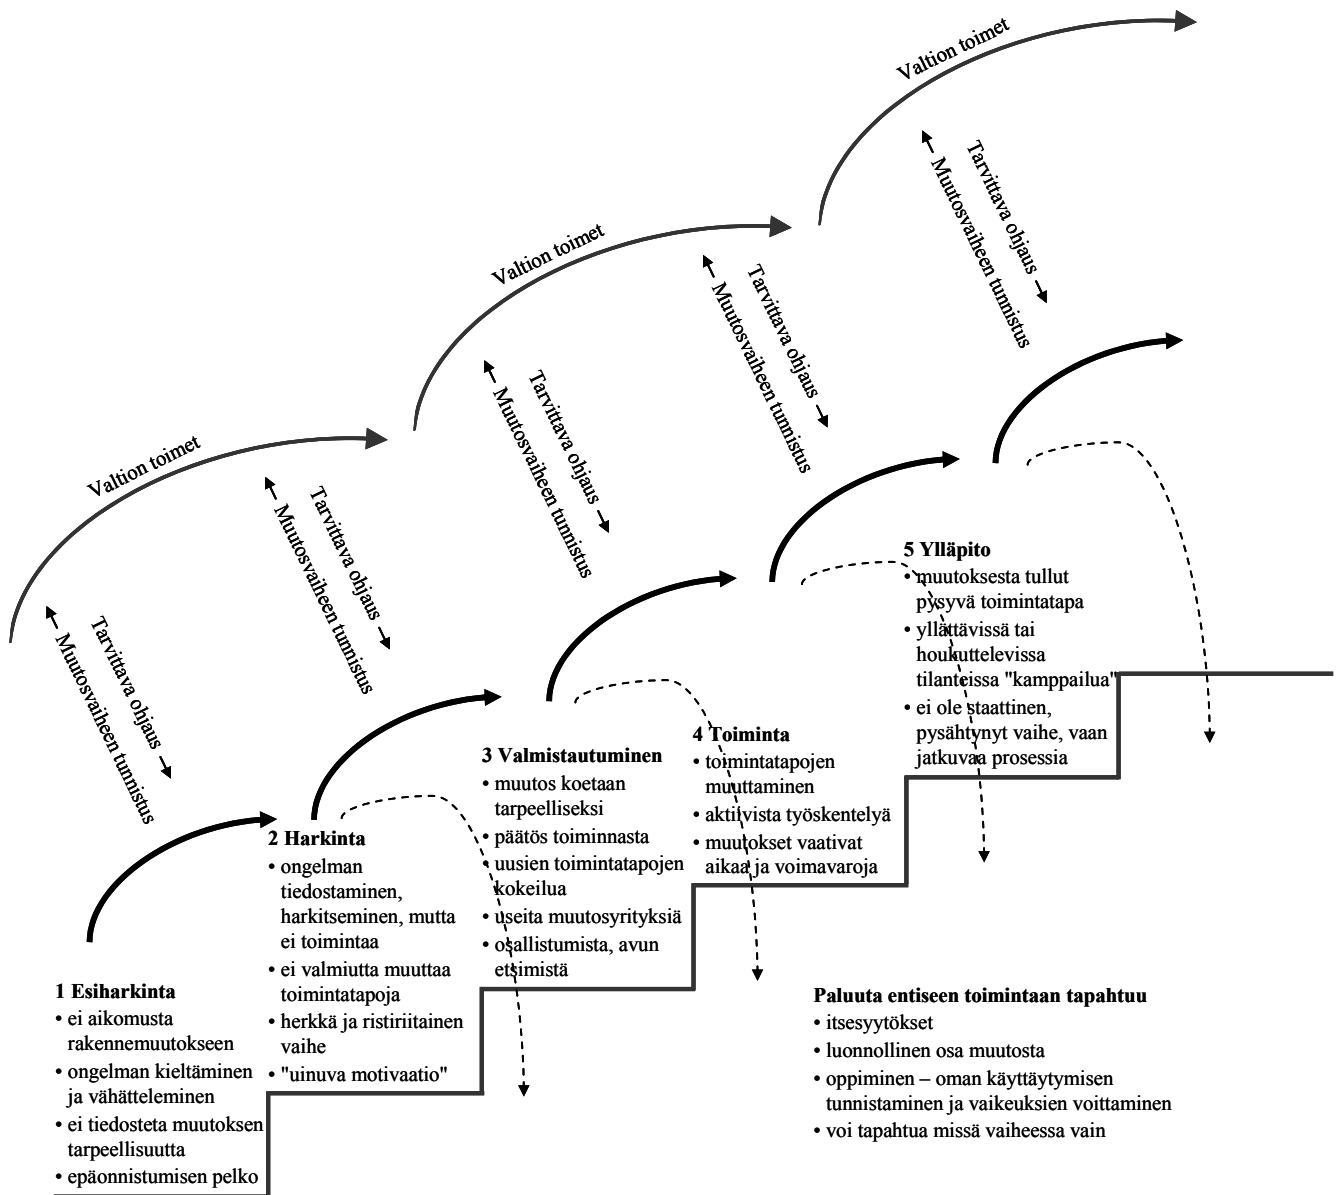 Valtion toimet
Valtion toimet
Valtion toimet
Tarvittava ohjaus
Muutosvaiheen tunnistus
Tarvittava ohjaus
Muutosvaiheen tunnistus
Tarvittava ohjaus
Muutosvaiheen tunnistus
Tarvittava ohjaus
Muutosvaiheen tunnistus
Tarvittava ohjaus
Muutosvaiheen tunnistus
1 Esiharkinta
• ei aikomusta
rakennemuutokseen
• ongelman kieltäminen
ja vähätteleminen
• ei tiedosteta muutoksen
tarpeellisuutta
• epäonnistumisen pelko
2 Harkinta
• ongelman
tiedostaminen,
harkitseminen, mutta
ei toimintaa
• ei valmiutta muuttaa
toimintatapoja
• herkkä ja ristiriitainen
vaihe
• "uinuva motivaatio"
3 Valmistautuminen
• muutos koetaan
tarpeelliseksi
• päätös toiminnasta
• uusien toimintatapojen
kokeilua
• useita muutosyrityksiä
• osallistumista, avun
etsimistä
4 Toiminta
• toimintatapojen
muuttaminen
• aktiivista työskentelyä
• muutokset vaativat
aikaa ja voimavaroja
5 Ylläpito
• muutoksesta tullut
pysyvä toimintatapa
• yllättävissä tai
houkuttelevissa
tilanteissa "kamppailua"
• ei ole staattinen,
pysähtynyt vaihe, vaan
jatkuvaa prosessia
Paluuta entiseen toimintaan tapahtuu
• itsesyytökset
• luonnollinen osa muutosta
• oppiminen – oman käyttäytymisen
tunnistaminen ja vaikeuksien voittaminen
• voi tapahtua missä vaiheessa vain